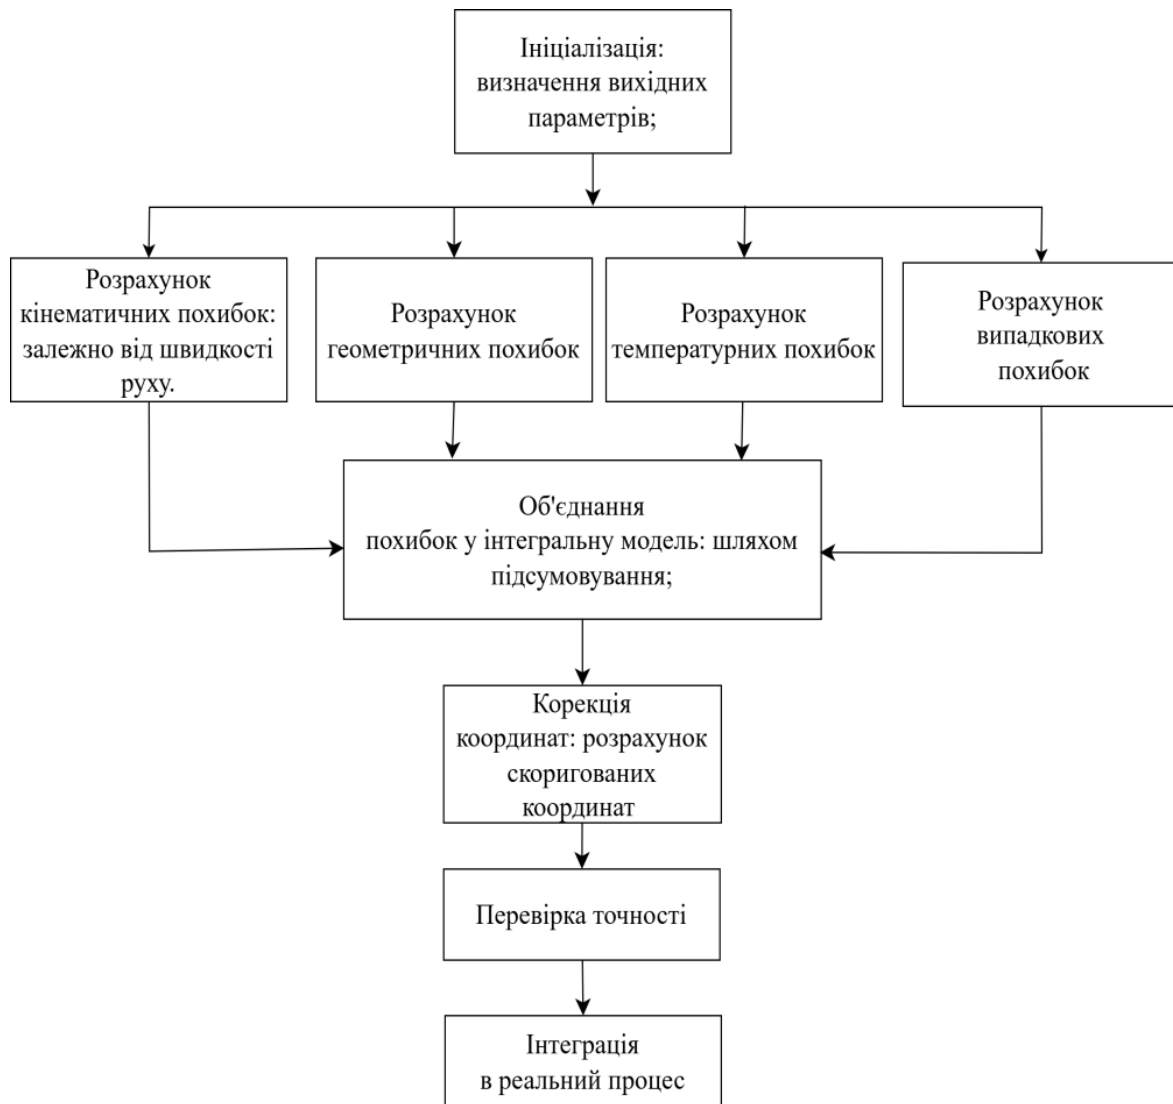 Ініціалізація:
визначення вихідних
параметрів;
Розрахунок
кінематичних похибок:
залежно від швидкості
руху.
Розрахунок
геометричних похибок
Розрахунок
температурних похибок
Розрахунок
випадкових
похибок
Об'єднання
похибок у інтегральну модель: шляхом
підсумовування;
Корекція
координат: розрахунок
скоригованих
координат
Перевірка точності
Інтеграція
в реальний процес